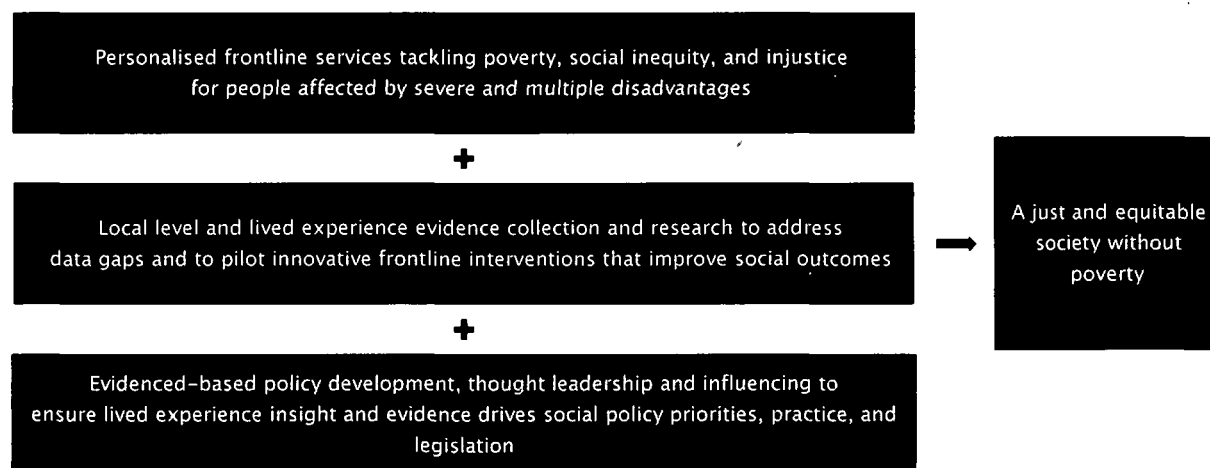 Personalised frontline services tackling poverty, social inequity, and injustice
for people affected by severe and multiple disadvantages
+
Local level and lived experience evidence collection and research to address
data gaps and to pilot innovative frontline interventions that improve social outcomes
+
Evidenced-based policy development, thought leadership and influencing to
ensure lived experience insight and evidence drives social policy priorities, practice, and
legislation
A just and equitable
society without
poverty